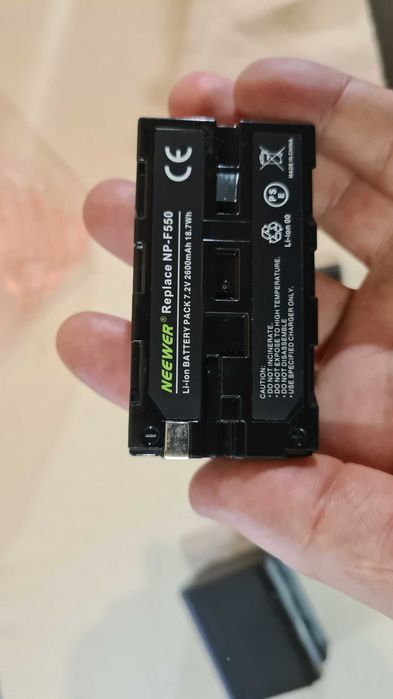 NEEWER® Replace NP-F550
Li-ion BATTERY PACK 7.2V 2600mAh 18.7Wh
CE
PS
E
MADE IN CHINA
Li-ion 00
CAUTION:
• DO NOT INCINERATE.
• DO NOT EXPOSE TO HIGH TEMPERATURE.
• DO NOT DISASSEMBLE
• USE SPECIFIED CHARGER ONLY.